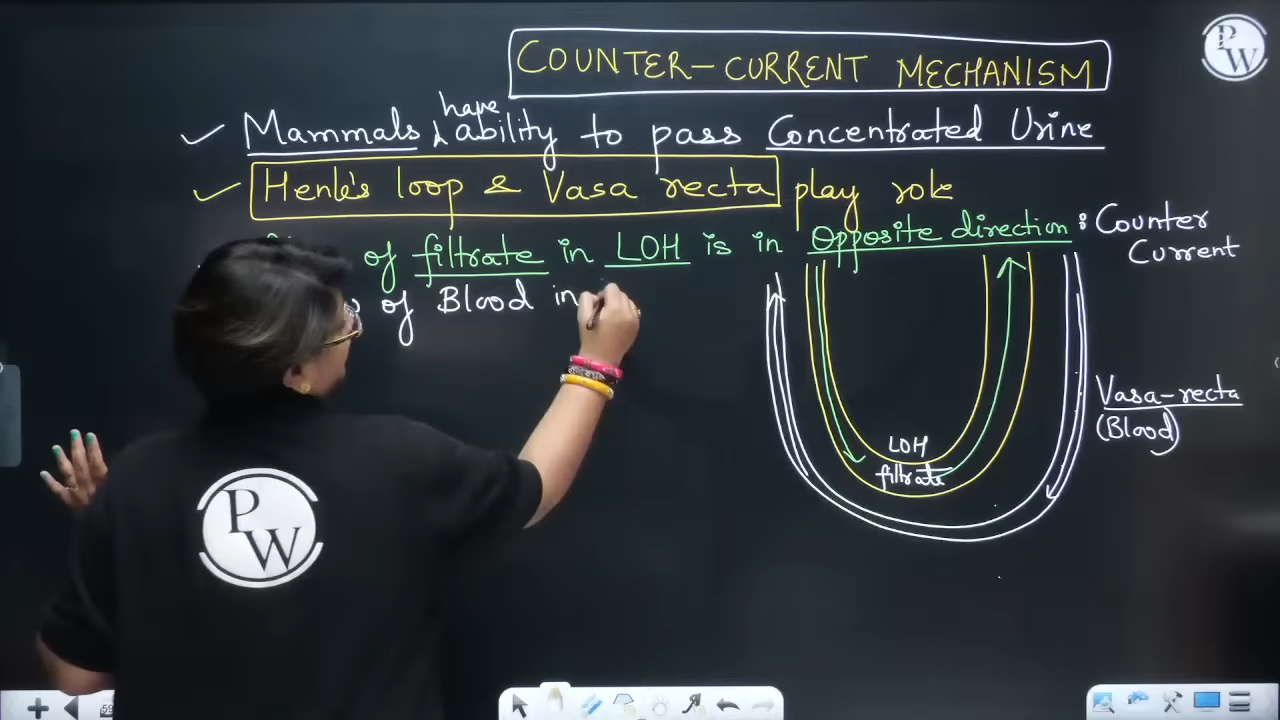 COUNTER-CURRENT MECHANISM
PW
Mammals have ability to pass Concentrated Urine
Henle's loop & Vasa recta play role
of filtrate in LOH is in Opposite direction : Counter Current
of Blood in
Vasa-recta
(Blood)
LOH
filtrate
PW